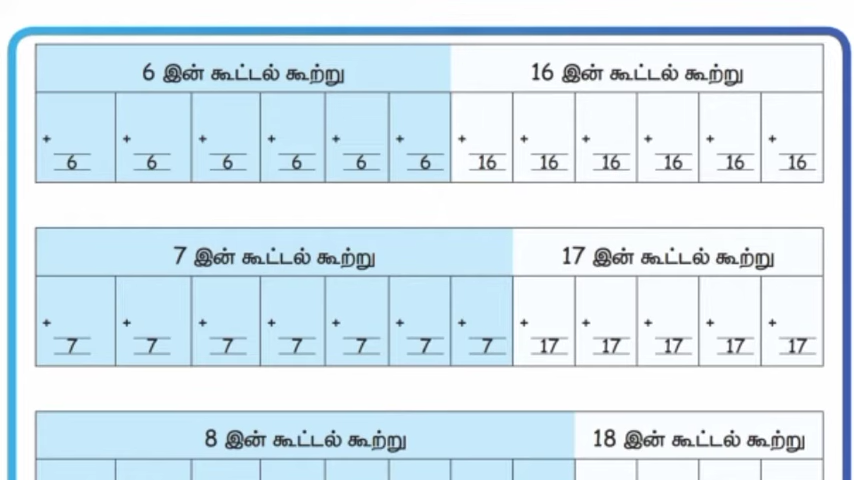 6 இன் கூட்டல் கூற்று 16 இன் கூட்டல் கூற்று
+ + + + + + + + + + + +
6 6 6 6 6 6 16 16 16 16 16 16
7 இன் கூட்டல் கூற்று 17 இன் கூட்டல் கூற்று
+ + + + + + + + + + + +
7 7 7 7 7 7 7 17 17 17 17 17
8 இன் கூட்டல் கூற்று 18 இன் கூட்டல் கூற்று